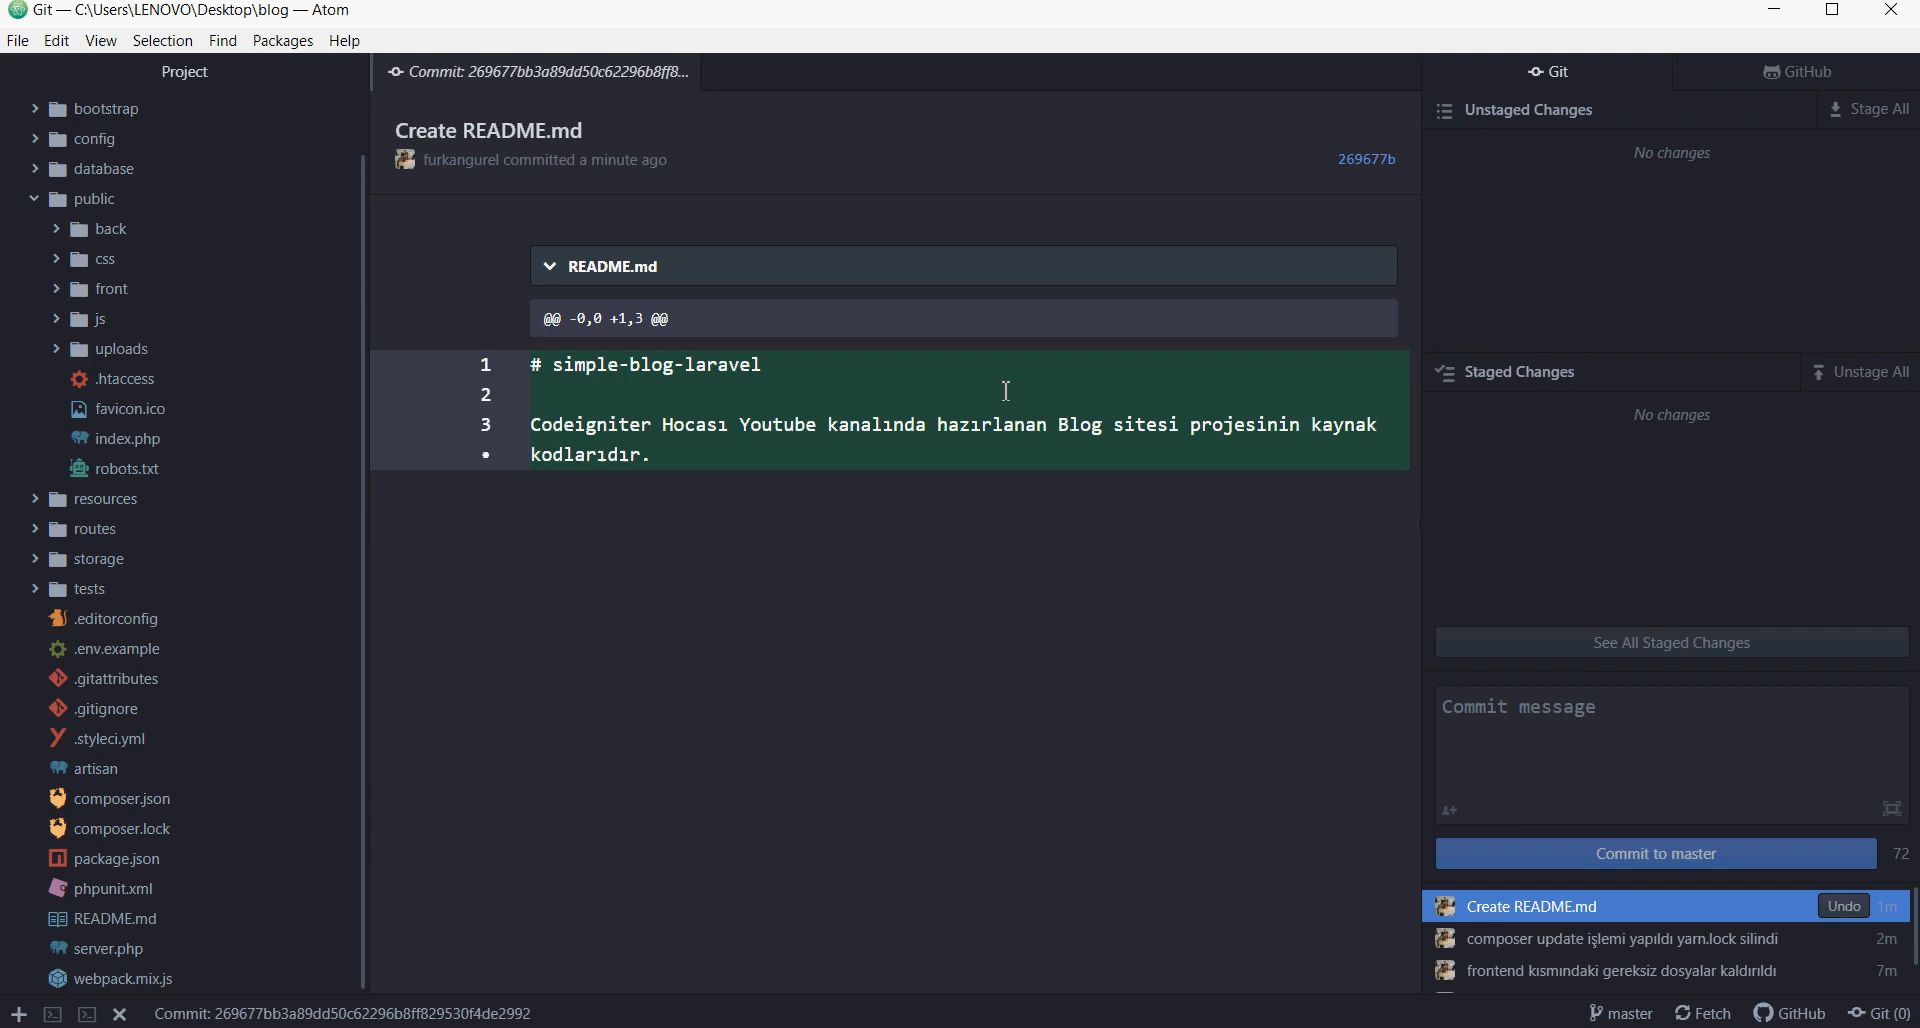 Git — C:\Users\LENOVO\Desktop\blog — Atom
File Edit View Selection Find Packages Help
Project
bootstrap
config
database
public
back
css
front
js
uploads
.htaccess
favicon.ico
index.php
robots.txt
resources
routes
storage
tests
.editorconfig
.env.example
.gitattributes
.gitignore
.styleci.yml
artisan
composer.json
composer.lock
package.json
phpunit.xml
README.md
server.php
webpack.mix.js
Commit: 269677bb3a89dd50c62296b8ff8...
Create README.md
furkangurel committed a minute ago 269677b
README.md
@@ -0,0 +1,3 @@
1 # simple-blog-laravel
2
3 Codeigniter Hocası Youtube kanalında hazırlanan Blog sitesi projesinin kaynak
• kodlarıdır.
Git GitHub
Unstaged Changes Stage All
No changes
Staged Changes Unstage All
No changes
See All Staged Changes
Commit message
Commit to master 72
Create README.md Undo 1m
composer update işlemi yapıldı yarn.lock silindi 2m
frontend kısmındaki gereksiz dosyalar kaldırıldı 7m
Commit: 269677bb3a89dd50c62296b8ff829530f4de2992
master Fetch GitHub Git (0)